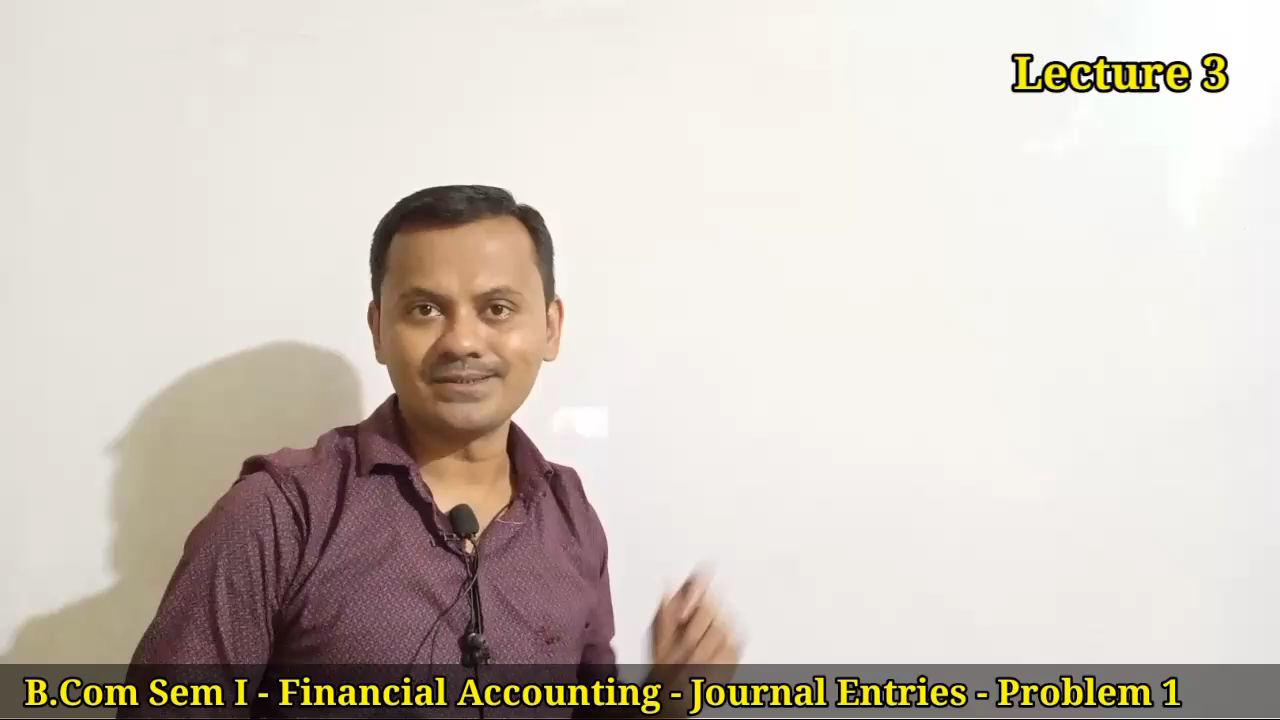 Lecture 3
B.Com Sem I - Financial Accounting - Journal Entries - Problem 1